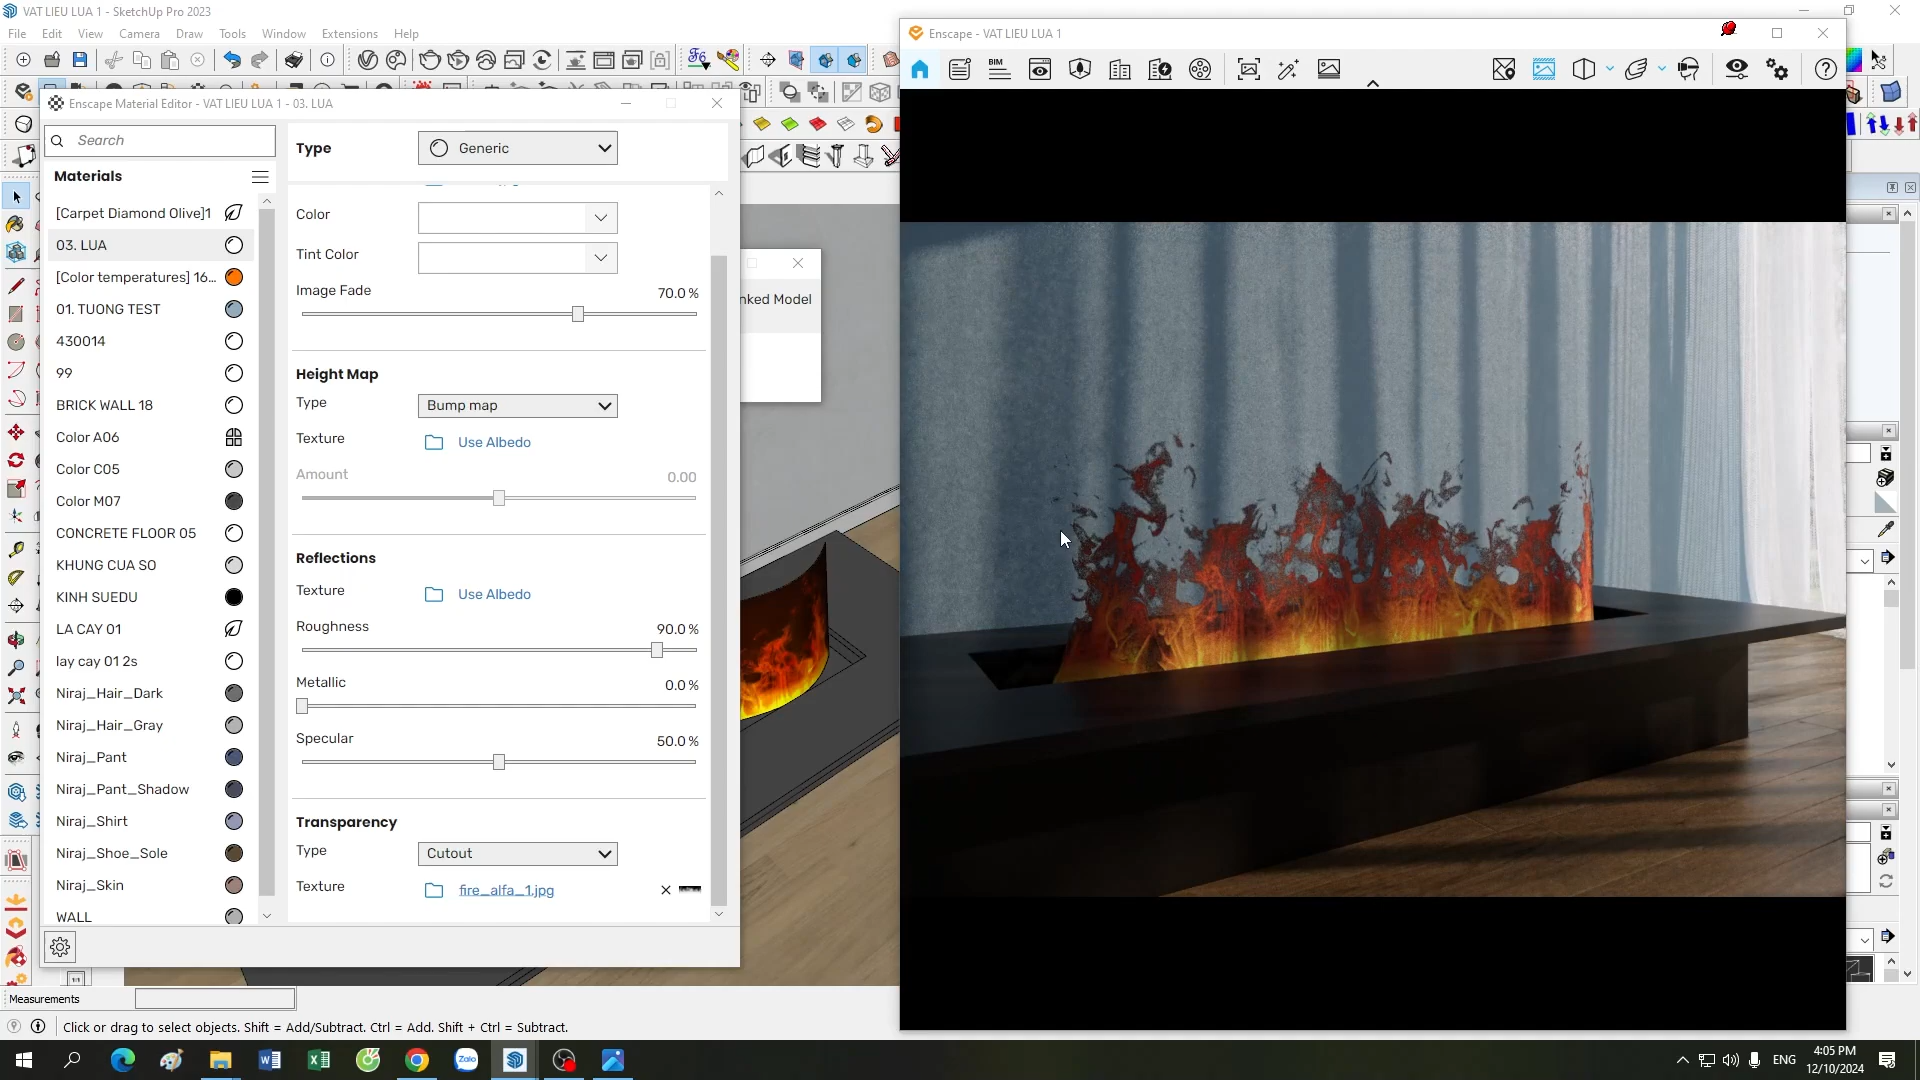 VAT LIEU LUA 1 - SketchUp Pro 2023
File Edit View Camera Draw Tools Window Extensions Help
Enscape - VAT LIEU LUA 1
BIM
Enscape Material Editor - VAT LIEU LUA 1 - 03. LUA
Search
Materials
[Carpet Diamond Olive]1
03. LUA
[Color temperatures] 16...
01. TUONG TEST
430014
99
BRICK WALL 18
Color A06
Color C05
Color M07
CONCRETE FLOOR 05
KHUNG CUA SO
KINH SUEDU
LA CAY 01
lay cay 01 2s
Niraj_Hair_Dark
Niraj_Hair_Gray
Niraj_Pant
Niraj_Pant_Shadow
Niraj_Shirt
Niraj_Shoe_Sole
Niraj_Skin
WALL
Type Generic
Color
Tint Color
Image Fade 70.0 %
Height Map
Type Bump map
Texture Use Albedo
Amount 0.00
Reflections
Texture Use Albedo
Roughness 90.0 %
Metallic 0.0 %
Specular 50.0 %
Transparency
Type Cutout
Texture fire_alfa_1.jpg
nked Model
Measurements
Click or drag to select objects. Shift = Add/Subtract. Ctrl = Add. Shift + Ctrl = Subtract.
Zalo
ENG
4:05 PM
12/10/2024